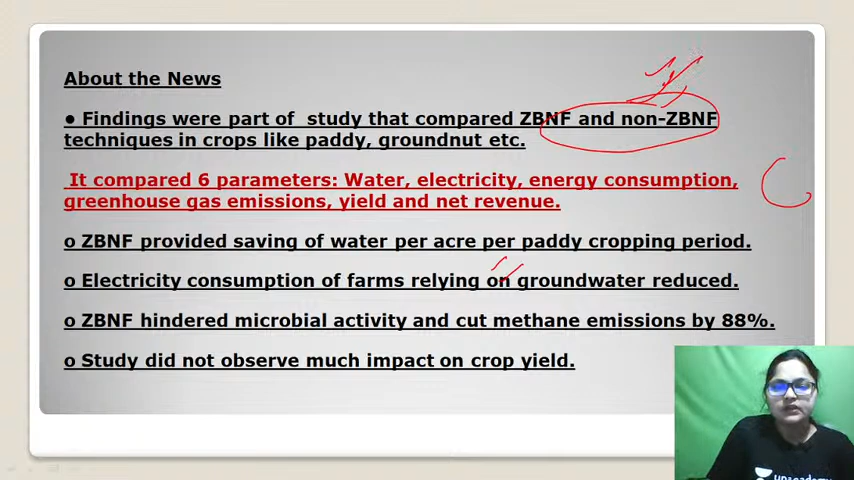 About the News
● Findings were part of study that compared ZBNF and non-ZBNF
techniques in crops like paddy, groundnut etc.
It compared 6 parameters: Water, electricity, energy consumption,
greenhouse gas emissions, yield and net revenue.
o ZBNF provided saving of water per acre per paddy cropping period.
o Electricity consumption of farms relying on groundwater reduced.
o ZBNF hindered microbial activity and cut methane emissions by 88%.
o Study did not observe much impact on crop yield.
unacademy